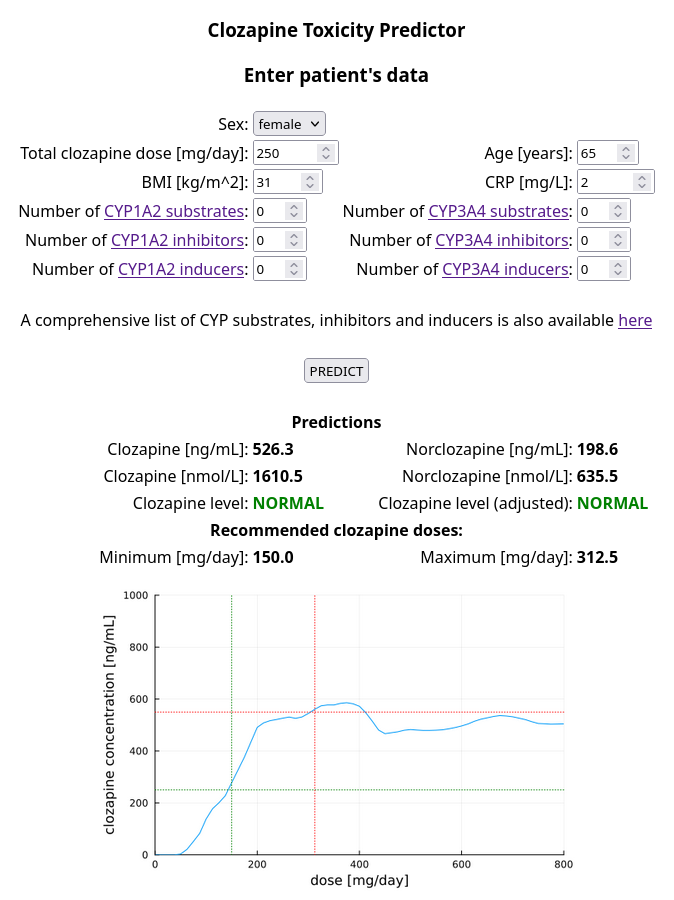 Clozapine Toxicity Predictor
Enter patient's data
Sex: female
Total clozapine dose [mg/day]: 250 Age [years]: 65
BMI [kg/m^2]: 31 CRP [mg/L]: 2
Number of CYP1A2 substrates: 0 Number of CYP3A4 substrates: 0
Number of CYP1A2 inhibitors: 0 Number of CYP3A4 inhibitors: 0
Number of CYP1A2 inducers: 0 Number of CYP3A4 inducers: 0
A comprehensive list of CYP substrates, inhibitors and inducers is also available here
PREDICT
Predictions
Clozapine [ng/mL]: 526.3 Norclozapine [ng/mL]: 198.6
Clozapine [nmol/L]: 1610.5 Norclozapine [nmol/L]: 635.5
Clozapine level: NORMAL Clozapine level (adjusted): NORMAL
Recommended clozapine doses:
Minimum [mg/day]: 150.0 Maximum [mg/day]: 312.5
clozapine concentration [ng/mL]
1000
800
600
400
200
0
0 200 400 600 800
dose [mg/day]